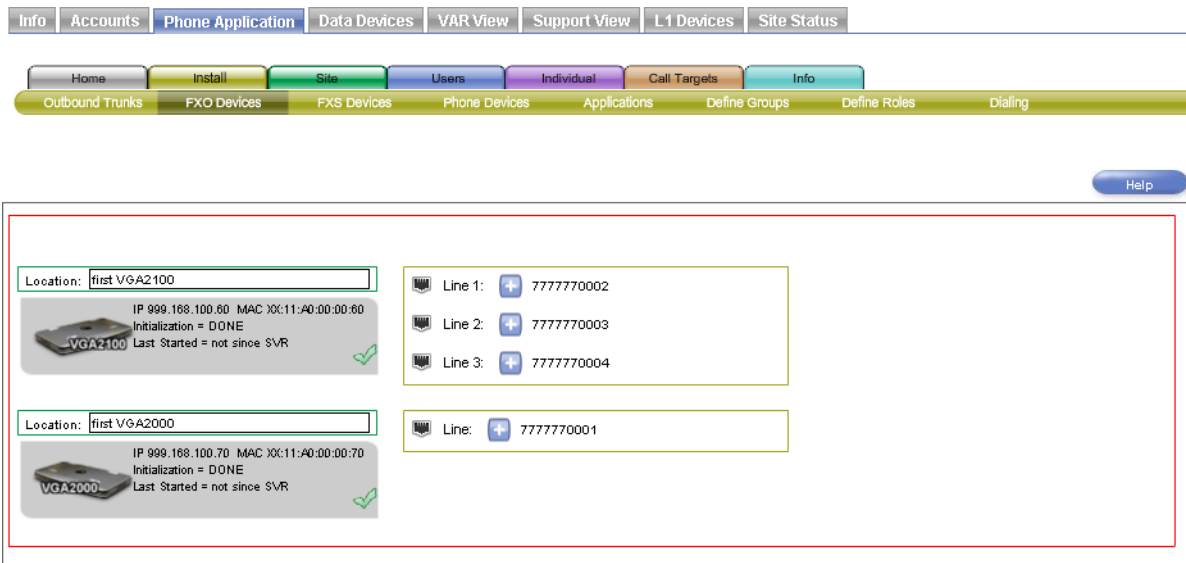 Info Accounts Phone Application Data Devices VAR View Support View L1 Devices Site Status
Home Install Site Users Individual Call Targets Info
Outbound Trunks FXO Devices FXS Devices Phone Devices Applications Define Groups Define Roles Dialing
Help
Location: first VGA2100
IP 999.168.100.60 MAC XX:11:A0:00:00:60
Initialization = DONE
Last Started = not since SVR
VGA2100
Line 1: 7777770002
Line 2: 7777770003
Line 3: 7777770004
Location: first VGA2000
IP 999.168.100.70 MAC XX:11:A0:00:00:70
Initialization = DONE
Last Started = not since SVR
VGA2000
Line: 7777770001